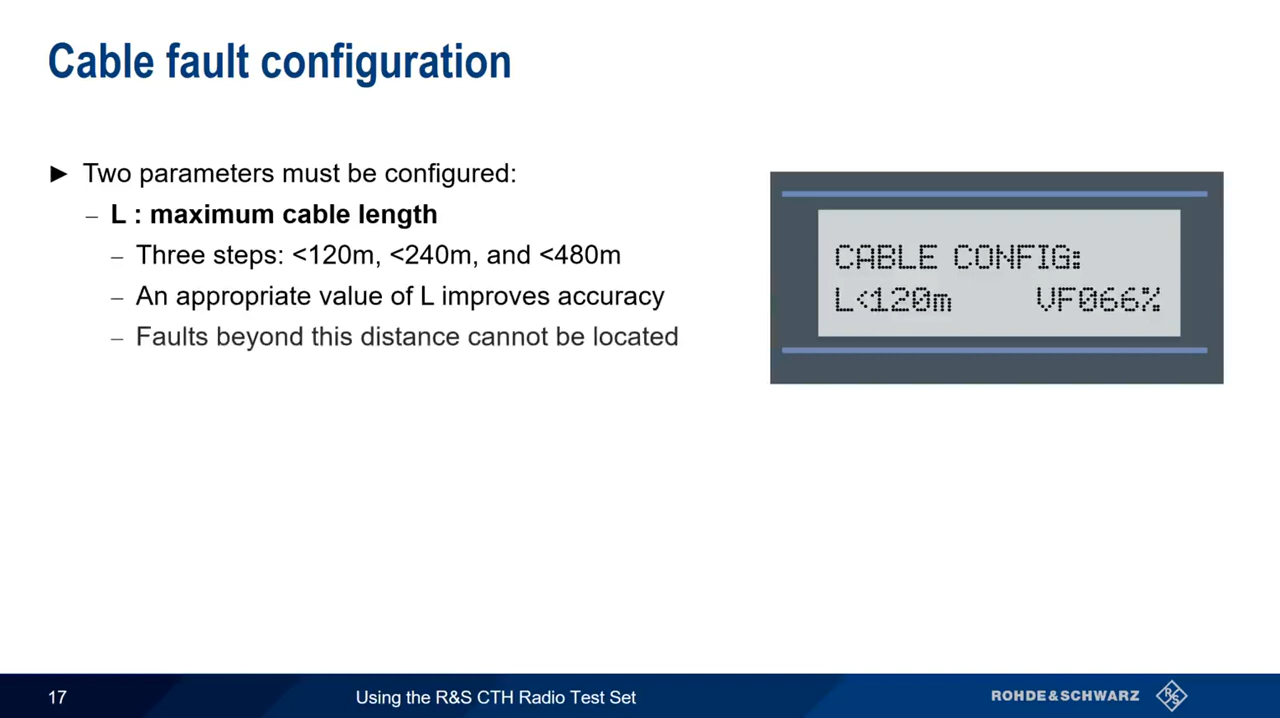 Cable fault configuration
► Two parameters must be configured:
– L : maximum cable length
– Three steps: <120m, <240m, and <480m
– An appropriate value of L improves accuracy
– Faults beyond this distance cannot be located
CABLE CONFIG:
L<120m VF066%
17
Using the R&S CTH Radio Test Set
ROHDE&SCHWARZ
R&S